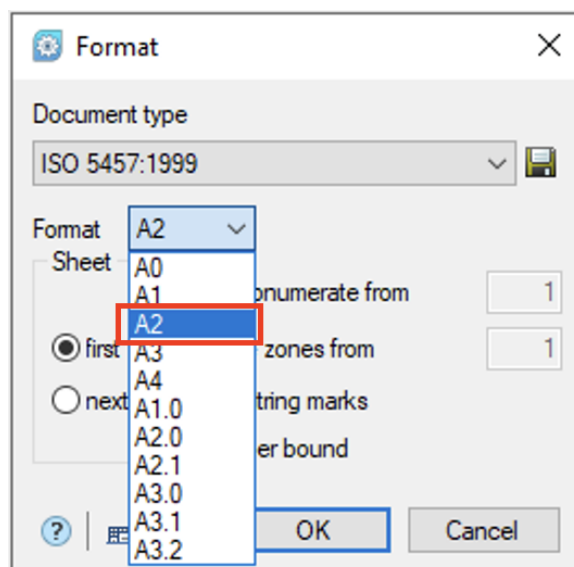 Format
Document type
ISO 5457:1999
Format A2
Sheet A0
A1 numerate from 1
A2
first A3 zones from 1
A4
next tring marks
A1.0
A2.0
er bound
A2.1
A3.0
? A3.1 OK Cancel
A3.2